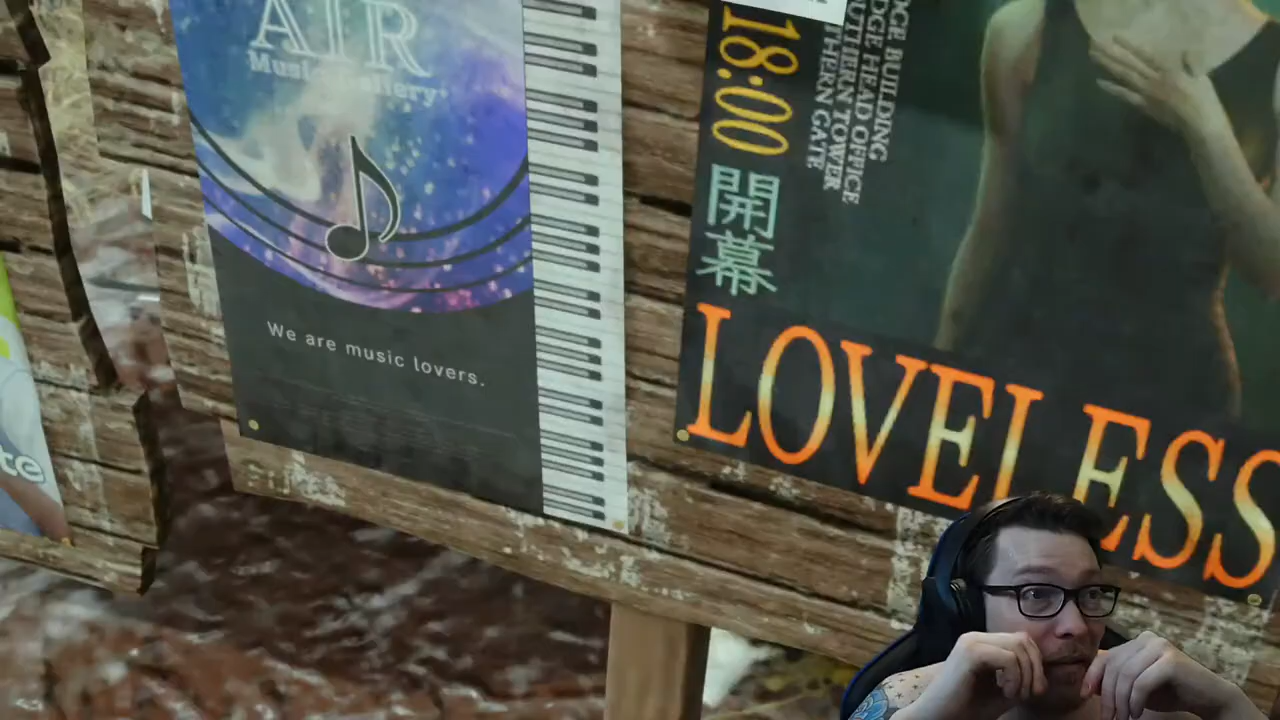 AIR
Music Gallery
We are music lovers.
te
18:00
開幕
DGE BUILDING
DGE HEAD OFFICE
UTHERN TOWER
THERN GATE
LOVELESS